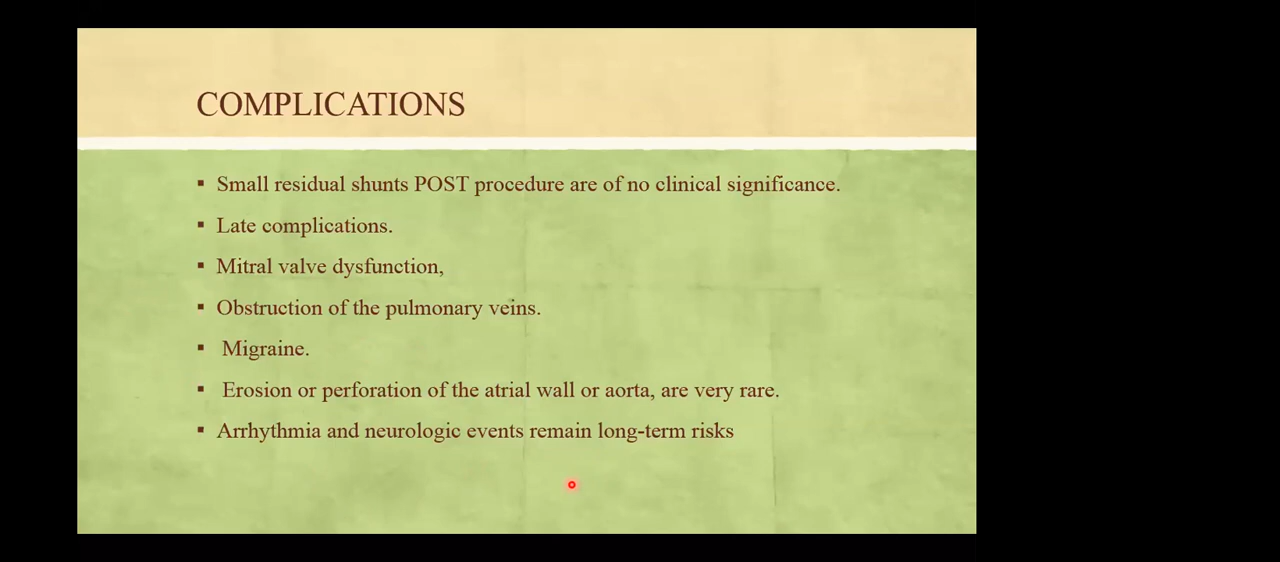 COMPLICATIONS
▪ Small residual shunts POST procedure are of no clinical significance.
▪ Late complications.
▪ Mitral valve dysfunction,
▪ Obstruction of the pulmonary veins.
▪ Migraine.
▪ Erosion or perforation of the atrial wall or aorta, are very rare.
▪ Arrhythmia and neurologic events remain long-term risks